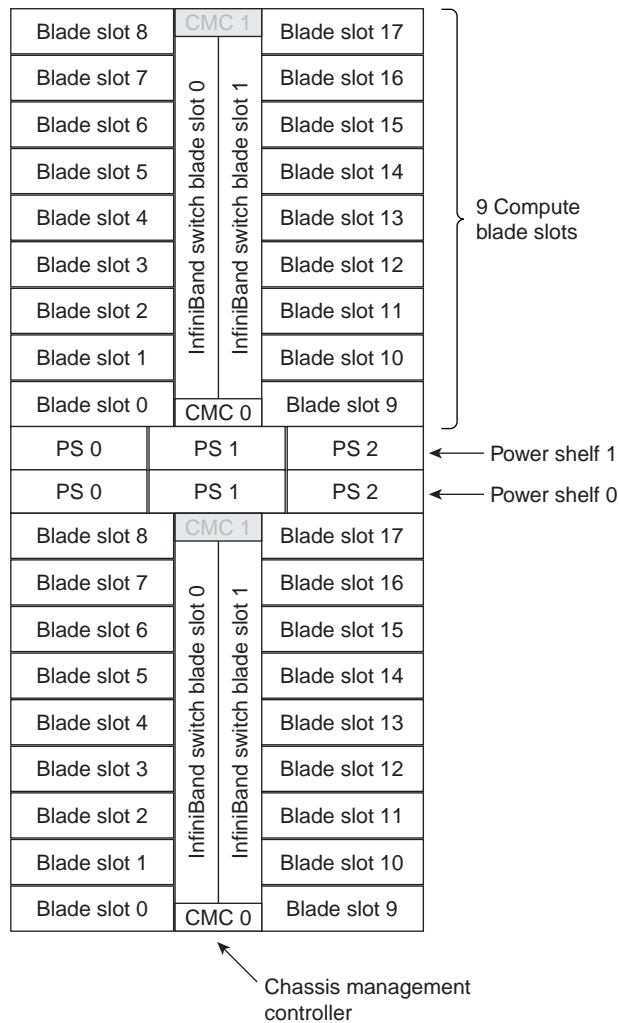 Blade slot 8 CMC 1 Blade slot 17
Blade slot 7 Blade slot 16
Blade slot 6 Blade slot 15
Blade slot 5 Blade slot 14
Blade slot 4 Blade slot 13
Blade slot 3 Blade slot 12
Blade slot 2 Blade slot 11
Blade slot 1 Blade slot 10
Blade slot 0 CMC 0 Blade slot 9
InfiniBand switch blade slot 0
InfiniBand switch blade slot 1
9 Compute
blade slots
PS 0 PS 1 PS 2 Power shelf 1
PS 0 PS 1 PS 2 Power shelf 0
Blade slot 8 CMC 1 Blade slot 17
Blade slot 7 Blade slot 16
Blade slot 6 Blade slot 15
Blade slot 5 Blade slot 14
Blade slot 4 Blade slot 13
Blade slot 3 Blade slot 12
Blade slot 2 Blade slot 11
Blade slot 1 Blade slot 10
Blade slot 0 CMC 0 Blade slot 9
InfiniBand switch blade slot 0
InfiniBand switch blade slot 1
Chassis management
controller